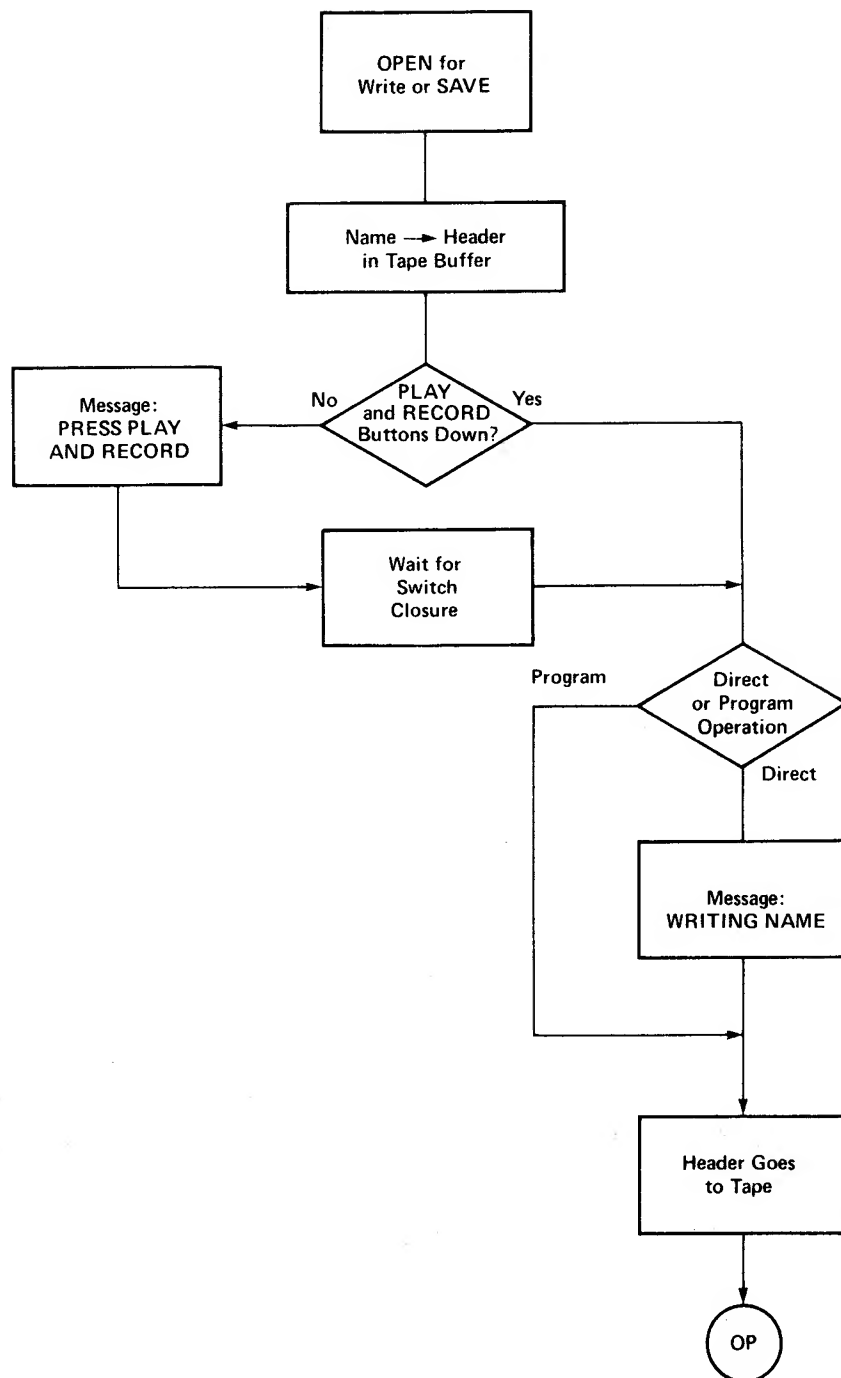 OPEN for
Write or SAVE
Name → Header
in Tape Buffer
No
PLAY
and RECORD
Buttons Down?
Yes
Message:
PRESS PLAY
AND RECORD
Wait for
Switch
Closure
Program
Direct
or Program
Operation
Direct
Message:
WRITING NAME
Header Goes
to Tape
OP